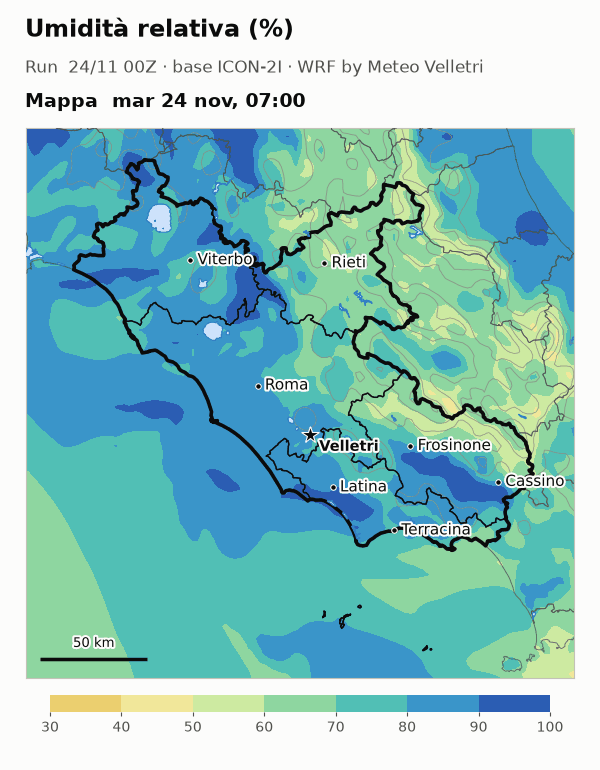 Umidità relativa (%)
Run  24/11 00Z · base ICON-2I · WRF by Meteo Velletri
Mappa  mar 24 nov, 07:00
Viterbo
Rieti
Roma
Velletri
Frosinone
Latina
Cassino
Terracina
50 km
30 40 50 60 70 80 90 100